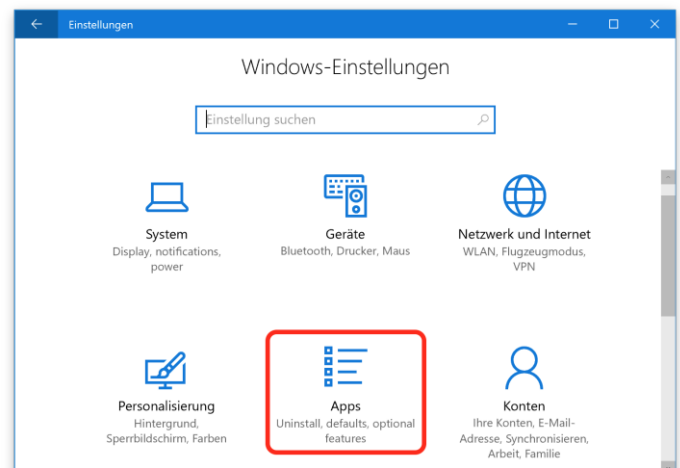 Einstellungen
Windows-Einstellungen
Einstellung suchen
System
Display, notifications,
power
Geräte
Bluetooth, Drucker, Maus
Netzwerk und Internet
WLAN, Flugzeugmodus,
VPN
Personalisierung
Hintergrund,
Sperrbildschirm, Farben
Apps
Uninstall, defaults, optional
features
Konten
Ihre Konten, E-Mail-
Adresse, Synchronisieren,
Arbeit, Familie